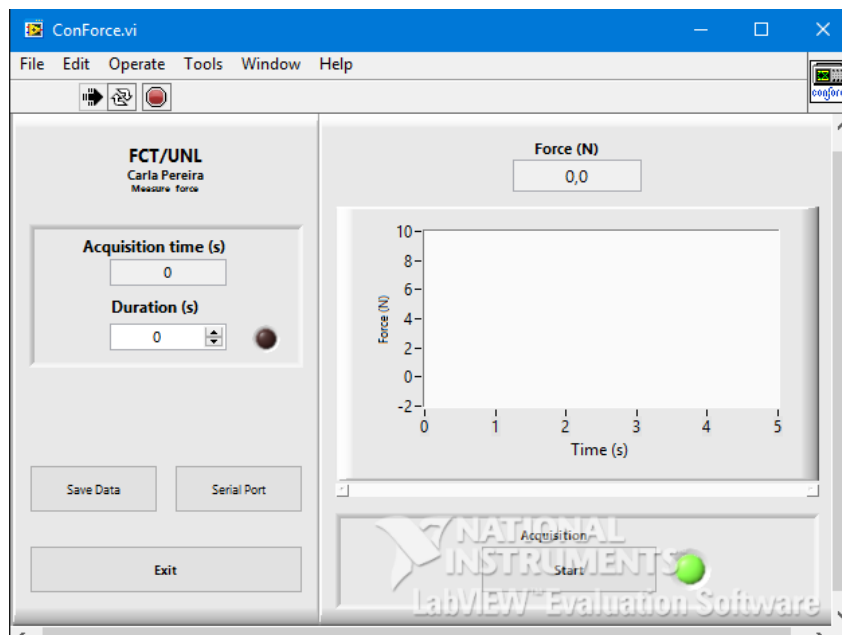 ConForce.vi
File Edit Operate Tools Window Help
FCT/UNL
Carla Pereira
Measure force
Acquisition time (s)
0
Duration (s)
0
Save Data Serial Port
Exit
Force (N)
0,0
10
8
6
4
2
0
-2
Force (N)
0 1 2 3 4 5
Time (s)
Acquisition
Start
NATIONAL
INSTRUMENTS
LabVIEW™ Evaluation Software